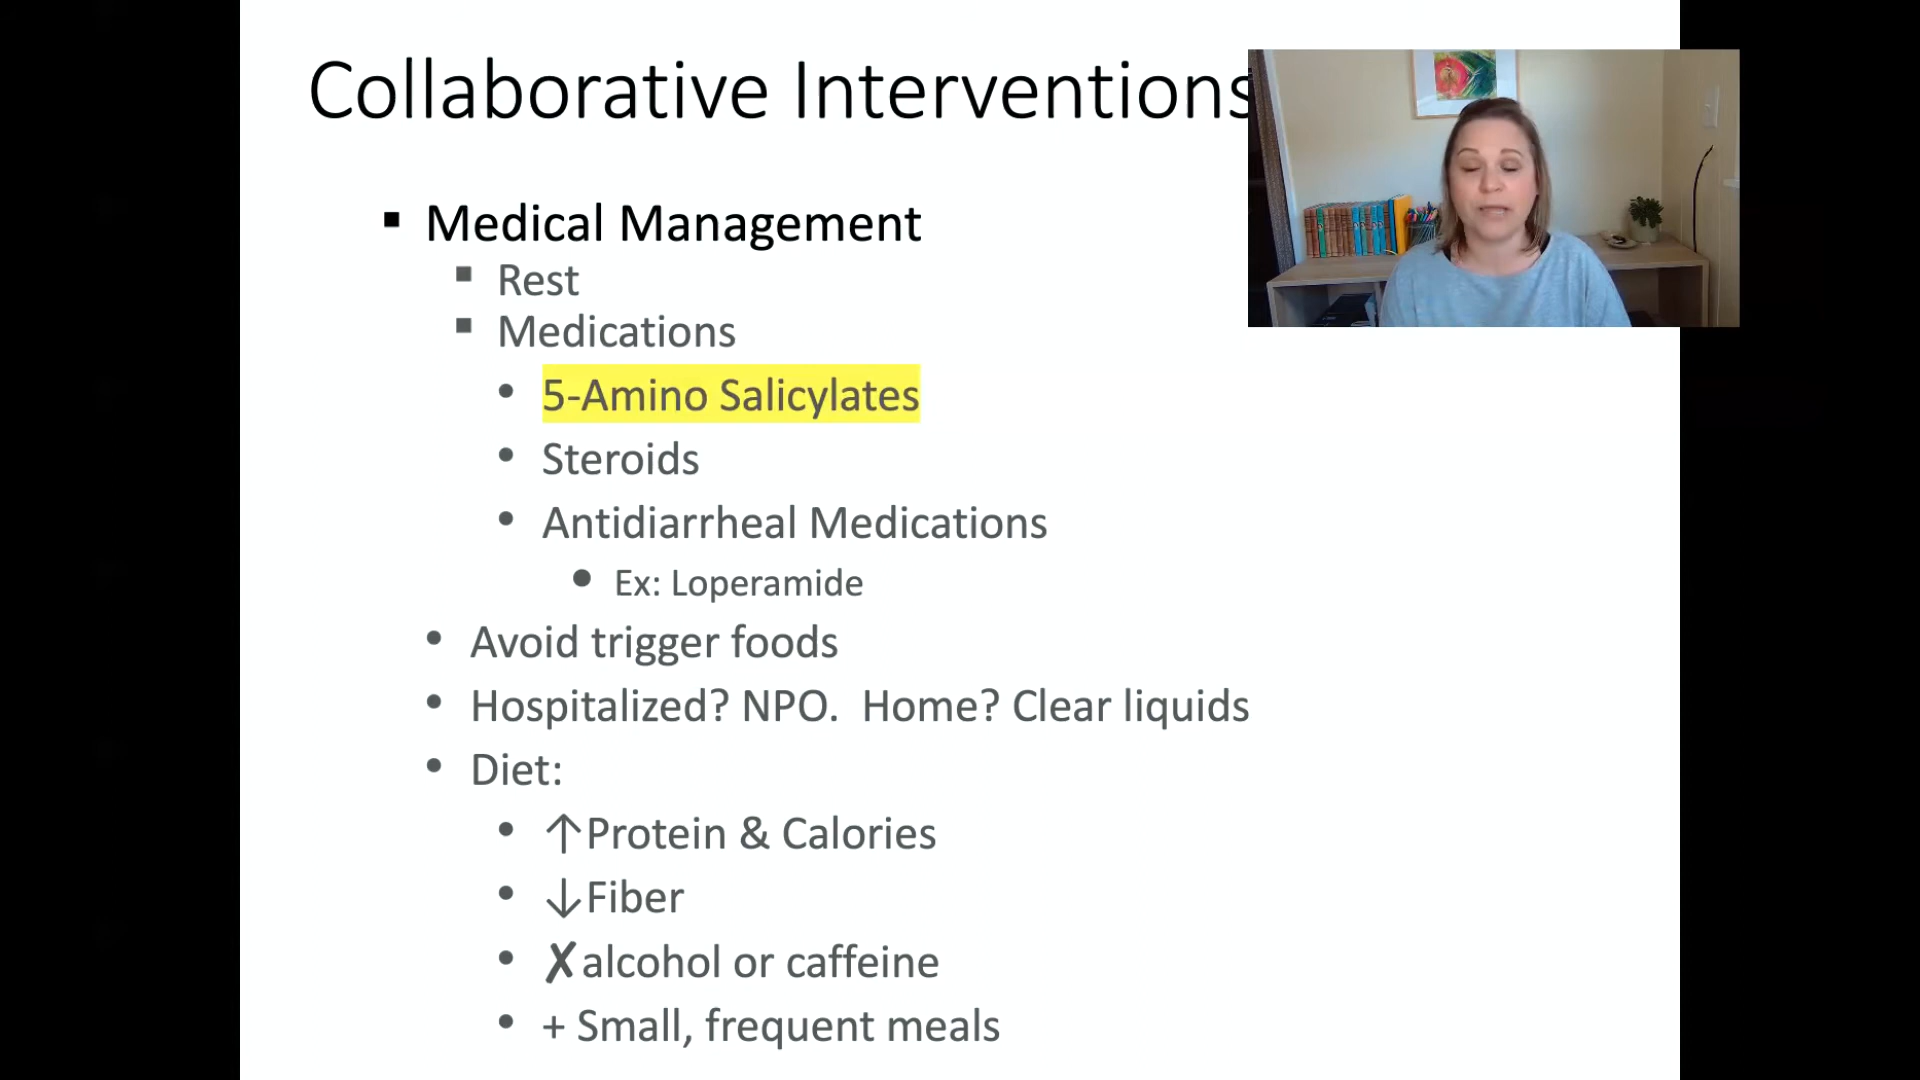 Collaborative Interventions
▪ Medical Management
▪ Rest
▪ Medications
• 5-Amino Salicylates
• Steroids
• Antidiarrheal Medications
• Ex: Loperamide
• Avoid trigger foods
• Hospitalized? NPO.  Home? Clear liquids
• Diet:
• ↑Protein & Calories
• ↓Fiber
• ✗alcohol or caffeine
• + Small, frequent meals